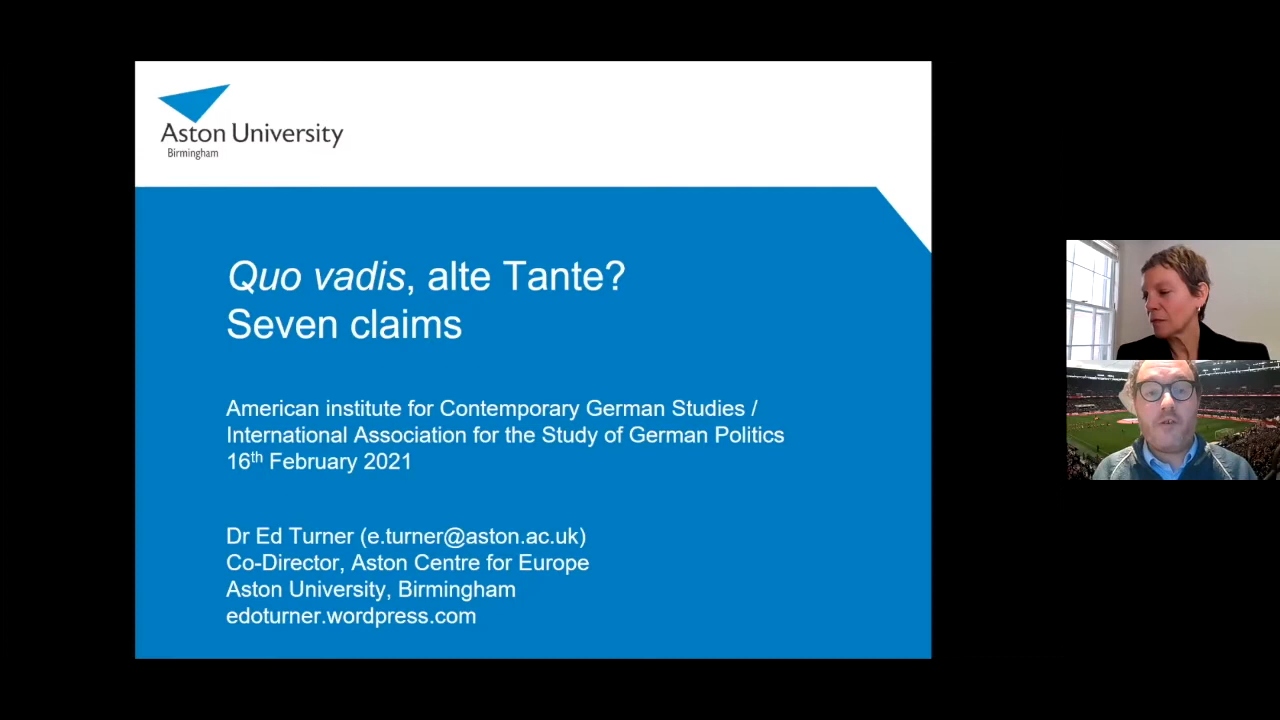 Aston University
Birmingham
Quo vadis, alte Tante?
Seven claims
American institute for Contemporary German Studies /
International Association for the Study of German Politics
16th February 2021
Dr Ed Turner (e.turner@aston.ac.uk)
Co-Director, Aston Centre for Europe
Aston University, Birmingham
edoturner.wordpress.com